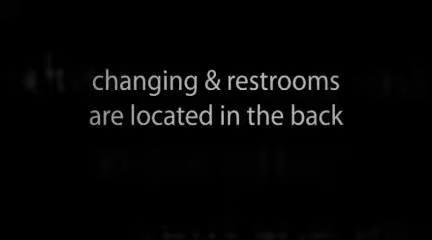 changing & restrooms
are located in the back